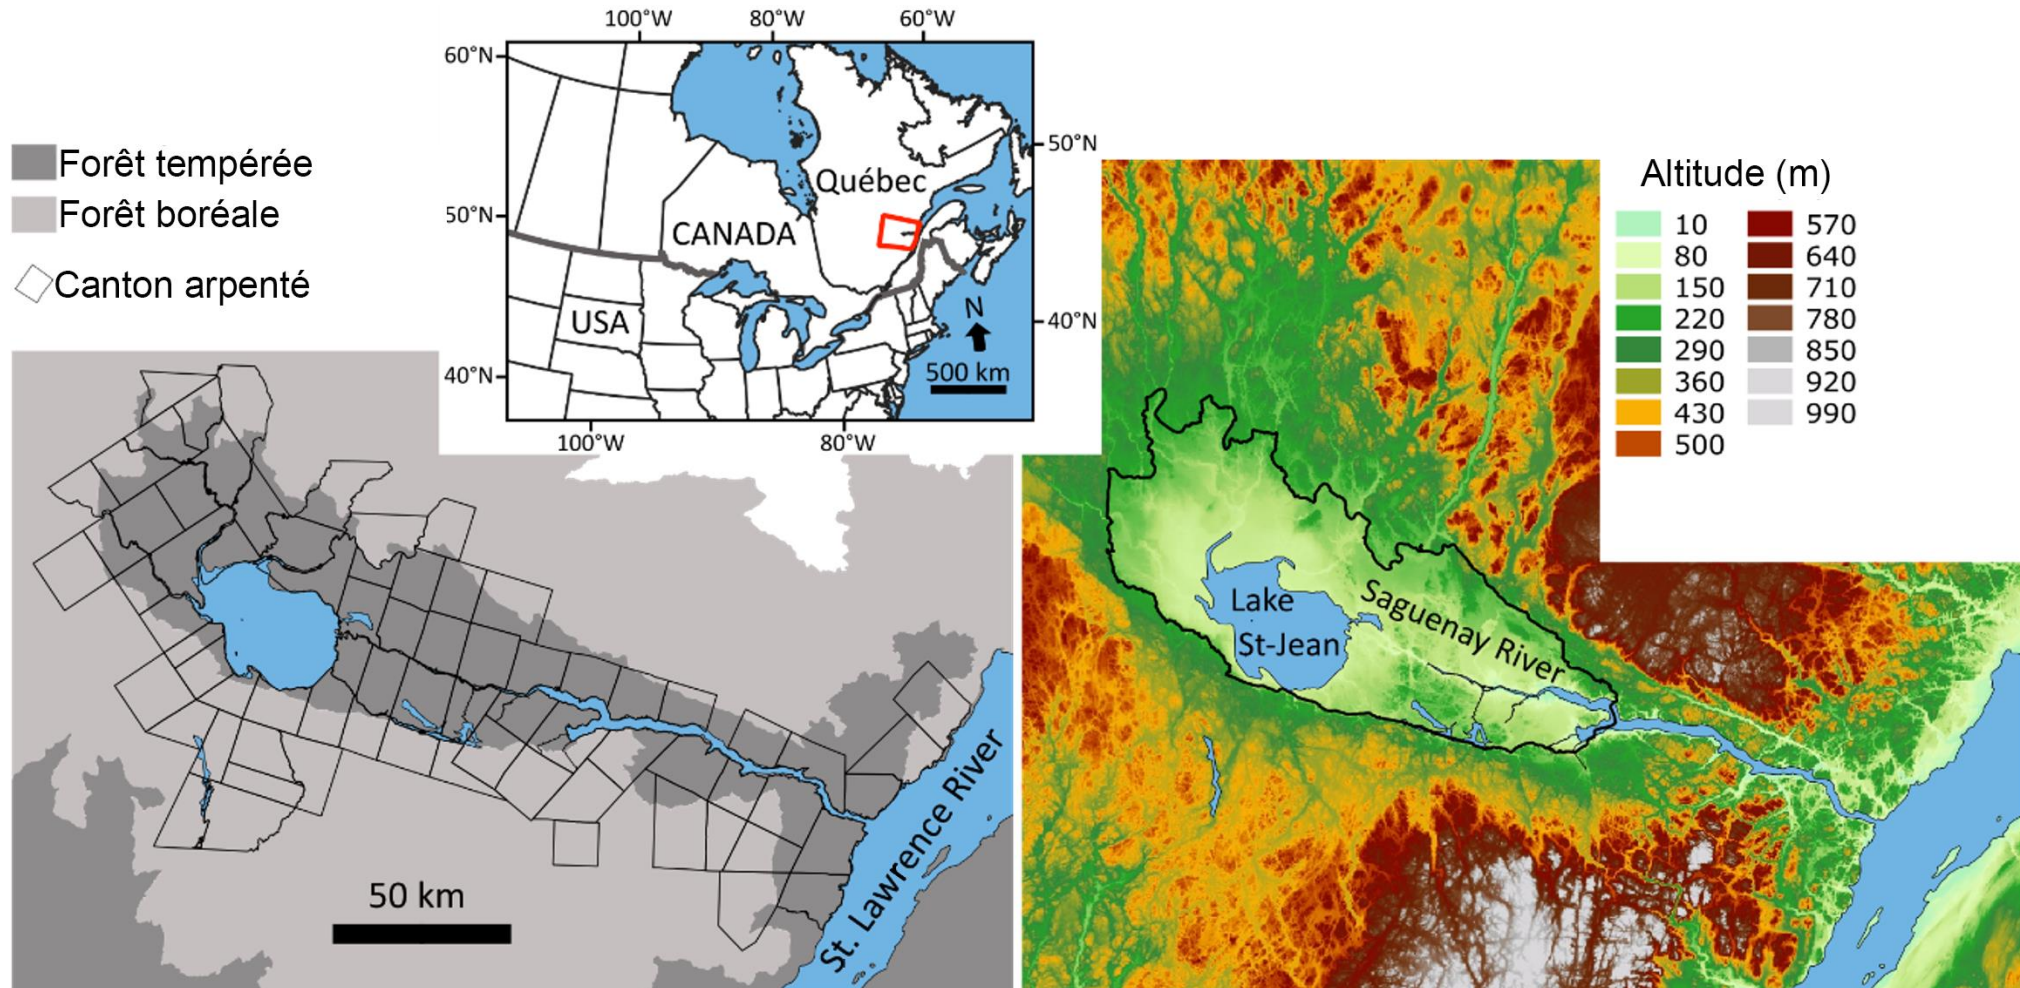 100°W 80°W 60°W
60°N
50°N
Québec
50°N
CANADA
USA
N
40°N
500 km
40°N
100°W 80°W
Forêt tempérée
Forêt boréale
Canton arpenté
50 km
St. Lawrence River
Altitude (m)
10 570
80 640
150 710
220 780
290 850
360 920
430 990
500
Lake
St-Jean
Saguenay River